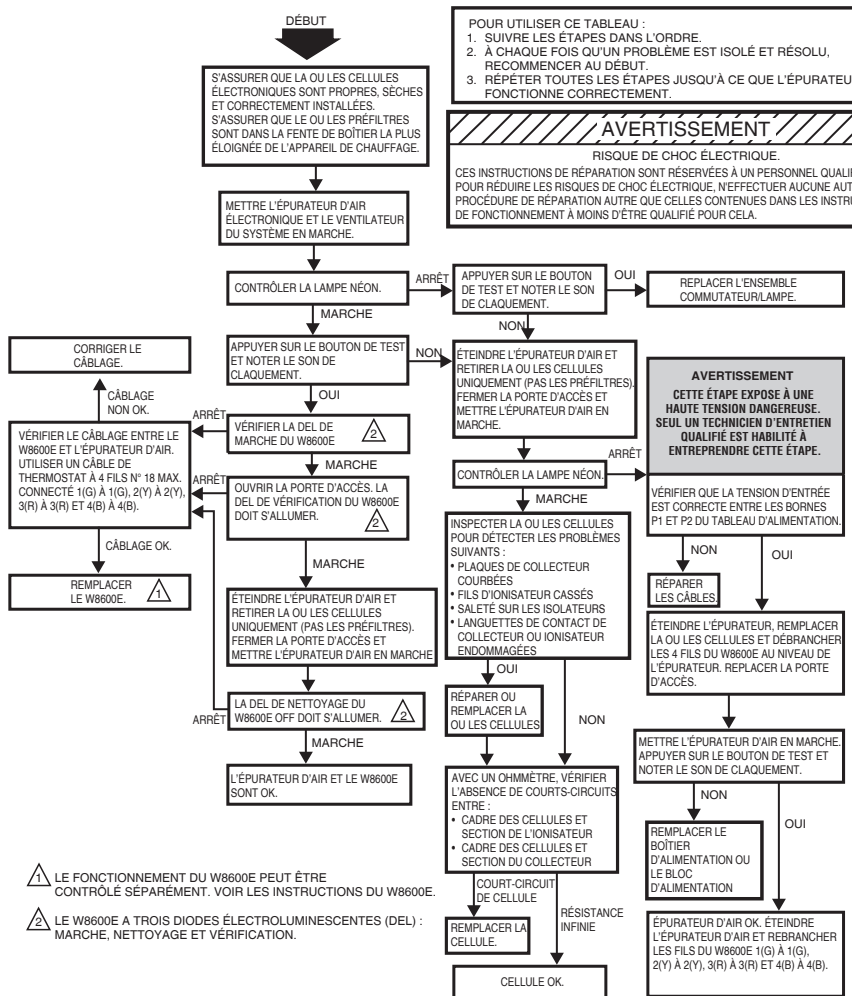 DÉBUT
POUR UTILISER CE TABLEAU :
1. SUIVRE LES ÉTAPES DANS L'ORDRE.
2. À CHAQUE FOIS QU'UN PROBLÈME EST ISOLÉ ET RÉSOLU,
RECOMMENCER AU DÉBUT.
3. RÉPÉTER TOUTES LES ÉTAPES JUSQU'À CE QUE L'ÉPURATEU
FONCTIONNE CORRECTEMENT.
AVERTISSEMENT
RISQUE DE CHOC ÉLECTRIQUE.
CES INSTRUCTIONS DE RÉPARATION SONT RÉSERVÉES À UN PERSONNEL QUALIF
POUR RÉDUIRE LES RISQUES DE CHOC ÉLECTRIQUE, N'EFFECTUER AUCUNE AUT
PROCÉDURE DE RÉPARATION AUTRE QUE CELLES CONTENUES DANS LES INSTRU
DE FONCTIONNEMENT À MOINS D'ÊTRE QUALIFIÉ POUR CELA.
S'ASSURER QUE LA OU LES CELLULES
ÉLECTRONIQUES SONT PROPRES, SÈCHES
ET CORRECTEMENT INSTALLÉES.
S'ASSURER QUE LE OU LES PRÉFILTRES
SONT DANS LA FENTE DE BOÎTIER LA PLUS
ÉLOIGNÉE DE L'APPAREIL DE CHAUFFAGE.
METTRE L'ÉPURATEUR D'AIR
ÉLECTRONIQUE ET LE VENTILATEUR
DU SYSTÈME EN MARCHE.
CONTRÔLER LA LAMPE NÉON.
ARRÊT
APPUYER SUR LE BOUTON
DE TEST ET NOTER LE SON
DE CLAQUEMENT.
OUI
REPLACER L'ENSEMBLE
COMMUTATEUR/LAMPE.
MARCHE
NON
APPUYER SUR LE BOUTON DE TEST
ET NOTER LE SON DE
CLAQUEMENT.
NON
OUI
CORRIGER LE
CÂBLAGE.
CÂBLAGE
NON OK.
VÉRIFIER LE CÂBLAGE ENTRE LE
W8600E ET L'ÉPURATEUR D'AIR.
UTILISER UN CÂBLE DE
THERMOSTAT À 4 FILS N° 18 MAX.
CONNECTÉ 1(G) À 1(G), 2(Y) À 2(Y),
3(R) À 3(R) ET 4(B) À 4(B).
CÂBLAGE OK.
REMPLACER
LE W8600E.
1
ARRÊT
VÉRIFIER LA DEL DE
MARCHE DU W8600E
2
MARCHE
ARRÊT
OUVRIR LA PORTE D'ACCÈS. LA
DEL DE VÉRIFICATION DU W8600E
DOIT S'ALLUMER.
2
MARCHE
ÉTEINDRE L'ÉPURATEUR D'AIR ET
RETIRER LA OU LES CELLULES
UNIQUEMENT (PAS LES PRÉFILTRES).
FERMER LA PORTE D'ACCÈS ET
METTRE L'ÉPURATEUR D'AIR EN MARCHE
ARRÊT
LA DEL DE NETTOYAGE DU
W8600E OFF DOIT S'ALLUMER.
2
MARCHE
L'ÉPURATEUR D'AIR ET LE W8600E
SONT OK.
ÉTEINDRE L'ÉPURATEUR D'AIR ET
RETIRER LA OU LES CELLULES
UNIQUEMENT (PAS LES PRÉFILTRES).
FERMER LA PORTE D'ACCÈS ET
METTRE L'ÉPURATEUR D'AIR EN
MARCHE.
CONTRÔLER LA LAMPE NÉON.
ARRÊT
MARCHE
INSPECTER LA OU LES CELLULES
POUR DÉTECTER LES PROBLÈMES
SUIVANTS :
• PLAQUES DE COLLECTEUR
COURBÉES
• FILS D'IONISATEUR CASSÉS
• SALETÉ SUR LES ISOLATEURS
• LANGUETTES DE CONTACT DE
COLLECTEUR OU IONISATEUR
ENDOMMAGÉES
OUI
RÉPARER OU
REMPLACER LA
OU LES CELLULES
NON
AVEC UN OHMMÈTRE, VÉRIFIER
L'ABSENCE DE COURTS-CIRCUITS
ENTRE :
• CADRE DES CELLULES ET
SECTION DE L'IONISATEUR
• CADRE DES CELLULES ET
SECTION DU COLLECTEUR
COURT-CIRCUIT
DE CELLULE
REMPLACER LA
CELLULE.
RÉSISTANCE
INFINIE
CELLULE OK.
AVERTISSEMENT
CETTE ÉTAPE EXPOSE À UNE
HAUTE TENSION DANGEREUSE.
SEUL UN TECHNICIEN D'ENTRETIEN
QUALIFIÉ EST HABILITÉ À
ENTREPRENDRE CETTE ÉTAPE.
VÉRIFIER QUE LA TENSION D'ENTRÉE
EST CORRECTE ENTRE LES BORNES
P1 ET P2 DU TABLEAU D'ALIMENTATION.
NON
RÉPARER
LES CÂBLES.
OUI
ÉTEINDRE L'ÉPURATEUR, REMPLACER
LA OU LES CELLULES ET DÉBRANCHER
LES 4 FILS DU W8600E AU NIVEAU DE
L'ÉPURATEUR. REPLACER LA PORTE
D'ACCÈS.
METTRE L'ÉPURATEUR D'AIR EN MARCHE.
APPUYER SUR LE BOUTON DE TEST ET
NOTER LE SON DE CLAQUEMENT.
NON
REMPLACER LE
BOÎTIER
D'ALIMENTATION OU
LE BLOC
D'ALIMENTATION
OUI
ÉPURATEUR D'AIR OK. ÉTEINDRE
L'ÉPURATEUR D'AIR ET REBRANCHER
LES FILS DU W8600E 1(G) À 1(G),
2(Y) À 2(Y), 3(R) À 3(R) ET 4(B) À 4(B).
1 LE FONCTIONNEMENT DU W8600E PEUT ÊTRE
CONTRÔLÉ SÉPARÉMENT. VOIR LES INSTRUCTIONS DU W8600E.
2 LE W8600E A TROIS DIODES ÉLECTROLUMINESCENTES (DEL) :
MARCHE, NETTOYAGE ET VÉRIFICATION.